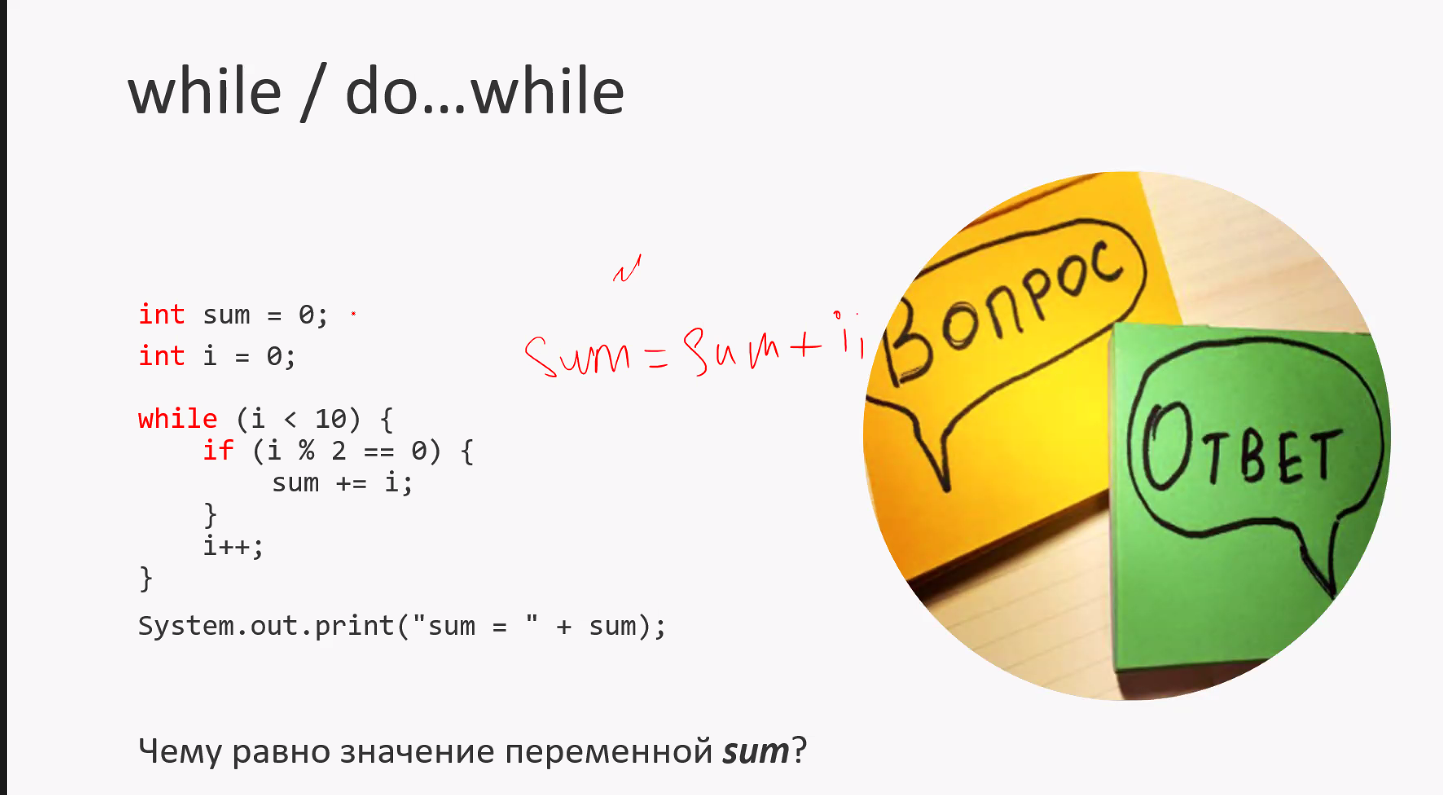 while / do...while
int sum = 0;
int i = 0;
sum = sum + i;
while (i < 10) {
if (i % 2 == 0) {
sum += i;
}
i++;
}
System.out.print("sum = " + sum);
Вопрос
Ответ
Чему равно значение переменной sum?